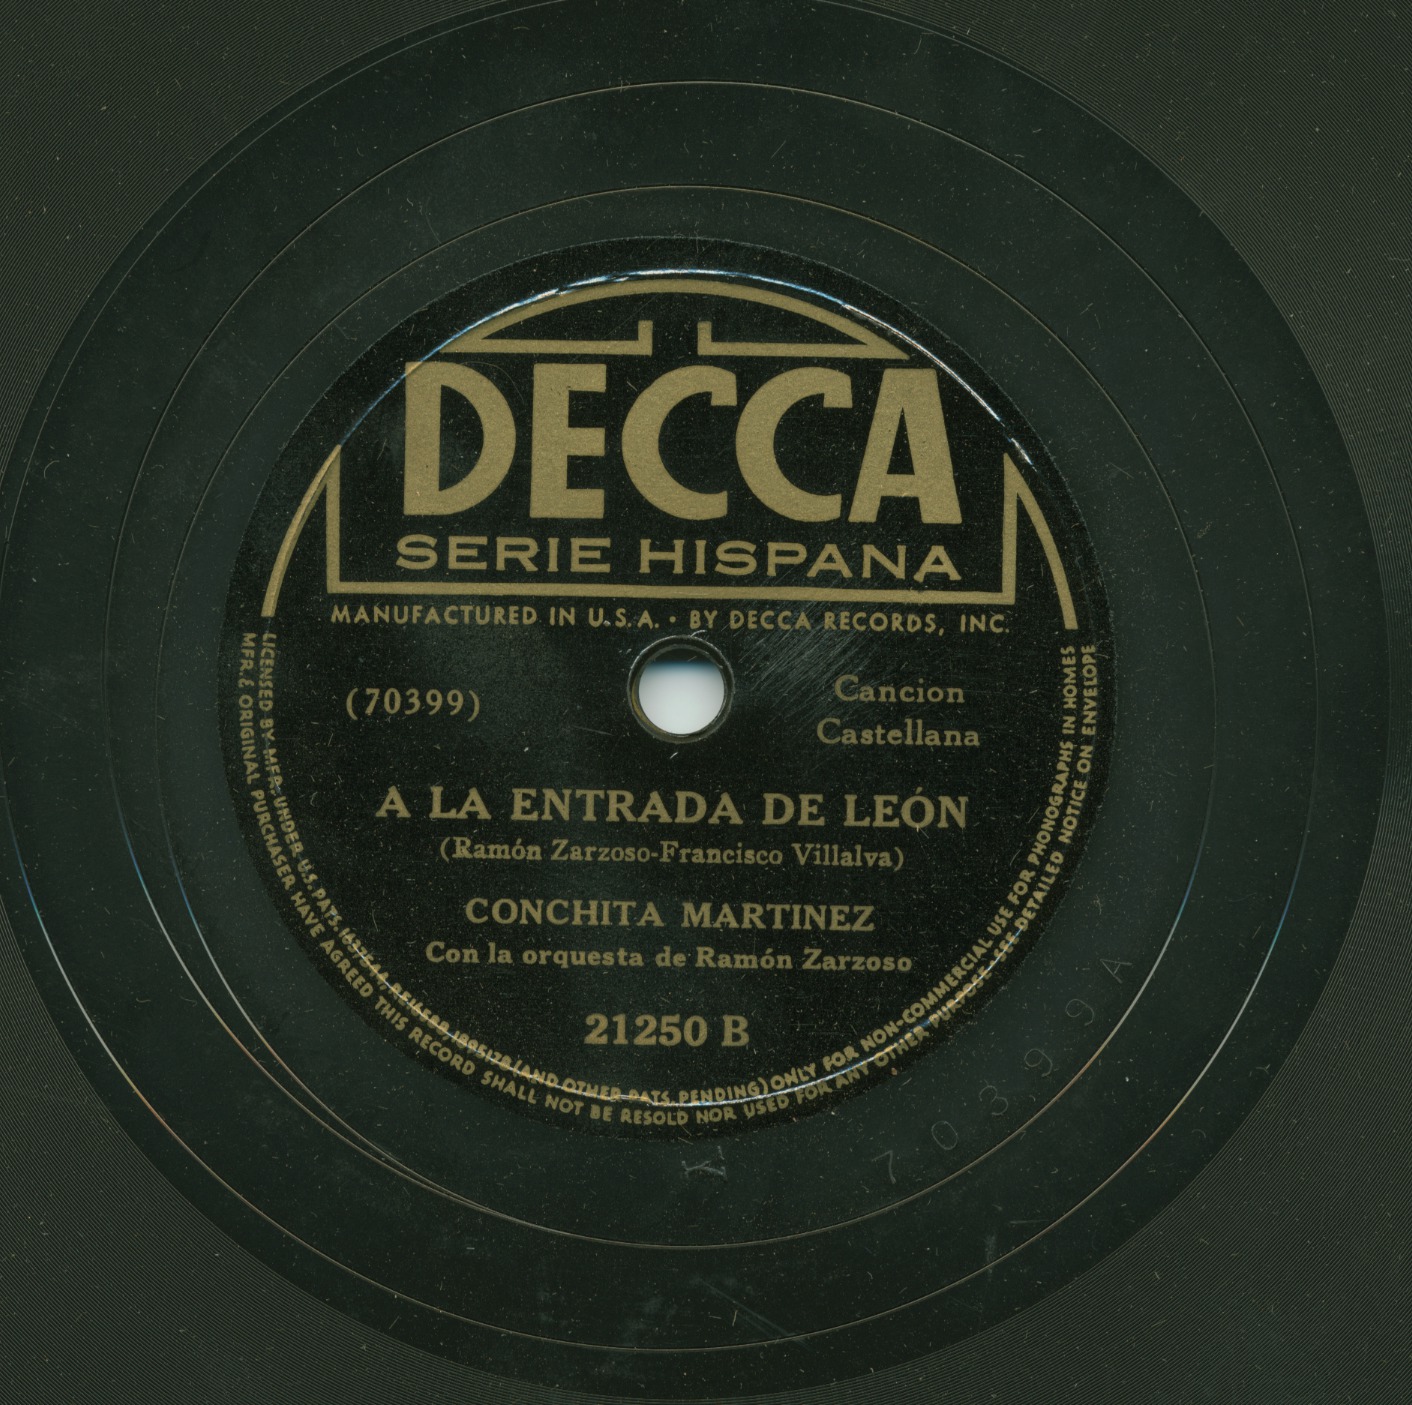 DECCA
SERIE HISPANA
MANUFACTURED IN U.S.A. • BY DECCA RECORDS, INC.
(70399)
Cancion
Castellana
A LA ENTRADA DE LEÓN
(Ramón Zarzoso-Francisco Villalva)
CONCHITA MARTINEZ
Con la orquesta de Ramón Zarzoso
21250 B
LICENSED BY MFR. UNDER U.S. PATS. (AND OTHER PATS. PENDING) ONLY FOR NON-COMMERCIAL USE FOR PHONOGRAPHS IN HOMES
MFR. & ORIGINAL PURCHASER HAVE AGREED THIS RECORD SHALL NOT BE RESOLD NOR USED FOR ANY OTHER PURPOSE. SEE DETAILED NOTICE ON ENVELOPE
70399A